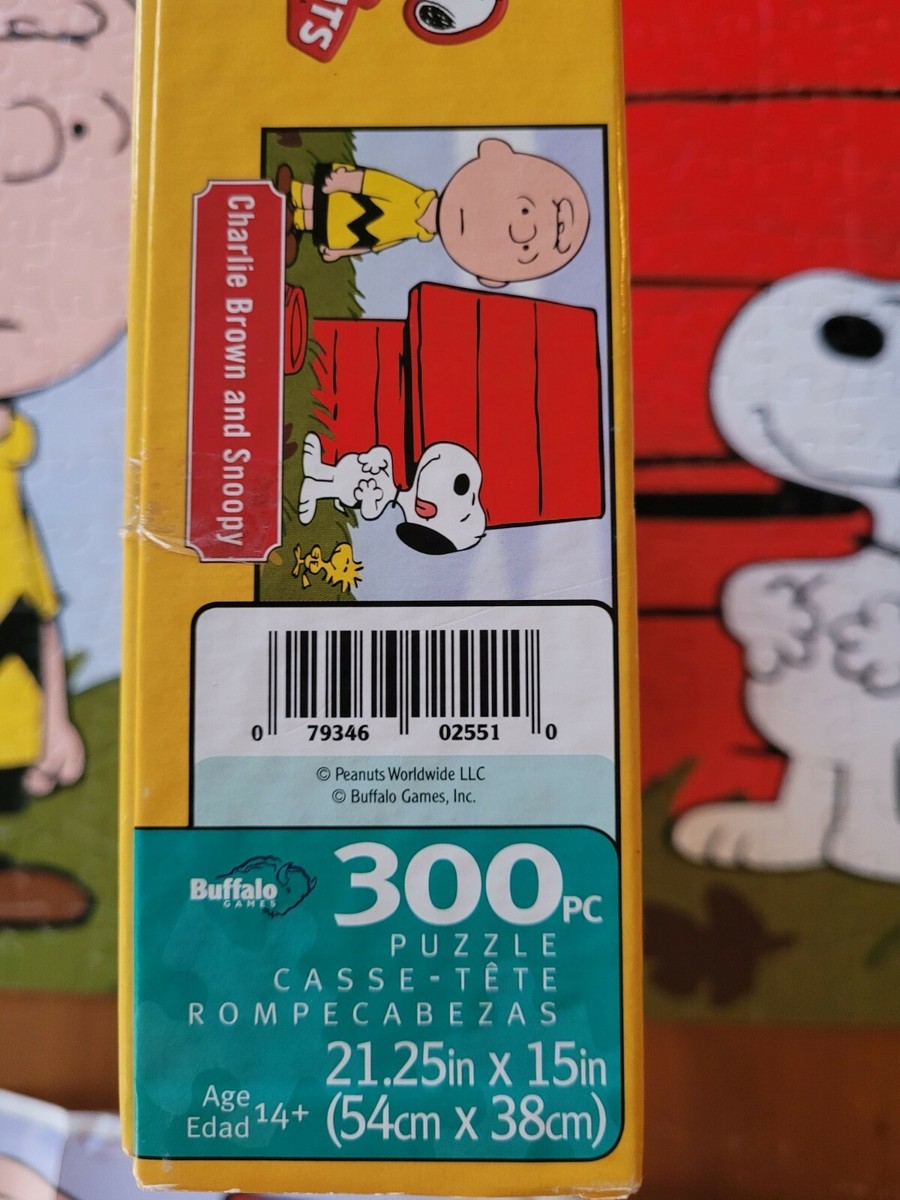 Charlie Brown and Snoopy
0 79346 02551 0
© Peanuts Worldwide LLC
© Buffalo Games, Inc.
Buffalo
GAMES
300PC
PUZZLE
CASSE-TÊTE
ROMPECABEZAS
21.25in x 15in
(54cm x 38cm)
Age
Edad 14+